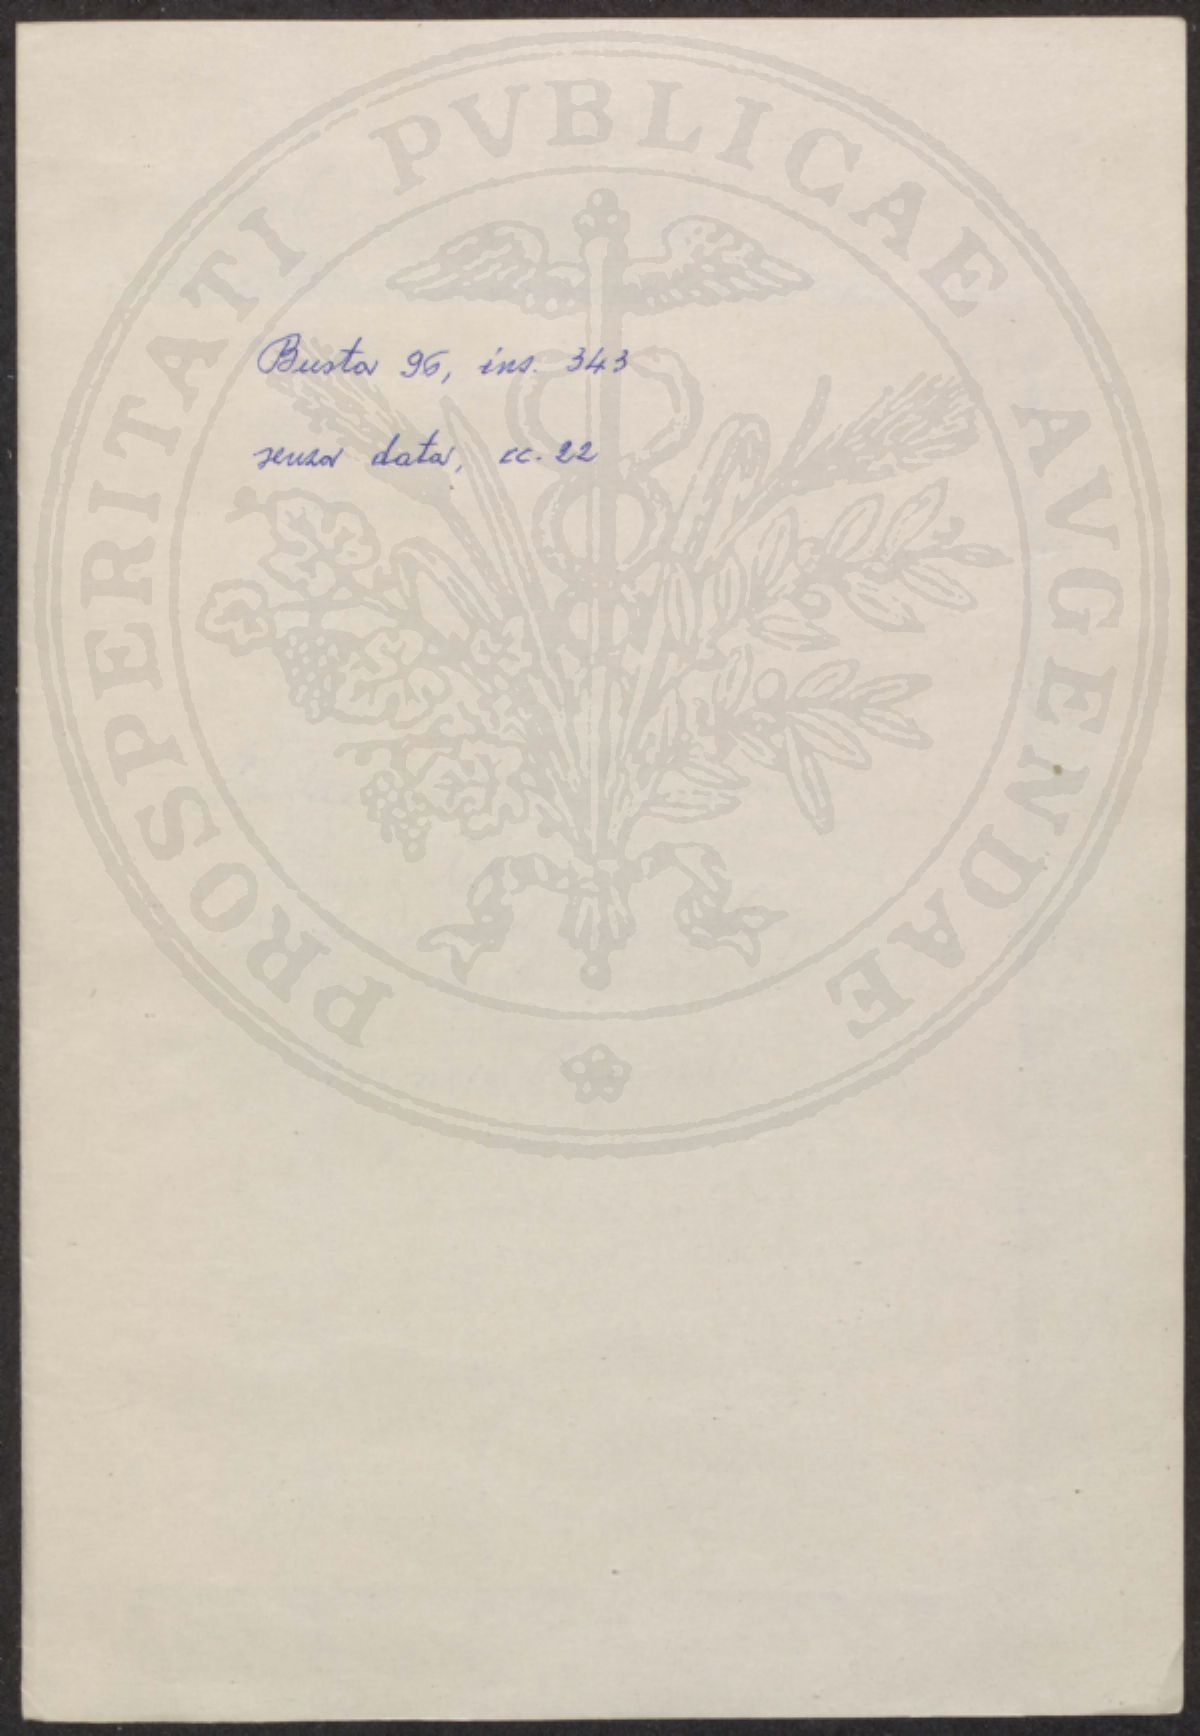 PROSPERITATI PVBLICAE AVGENDAE
Busta 96, ins. 343
senza data, cc. 22